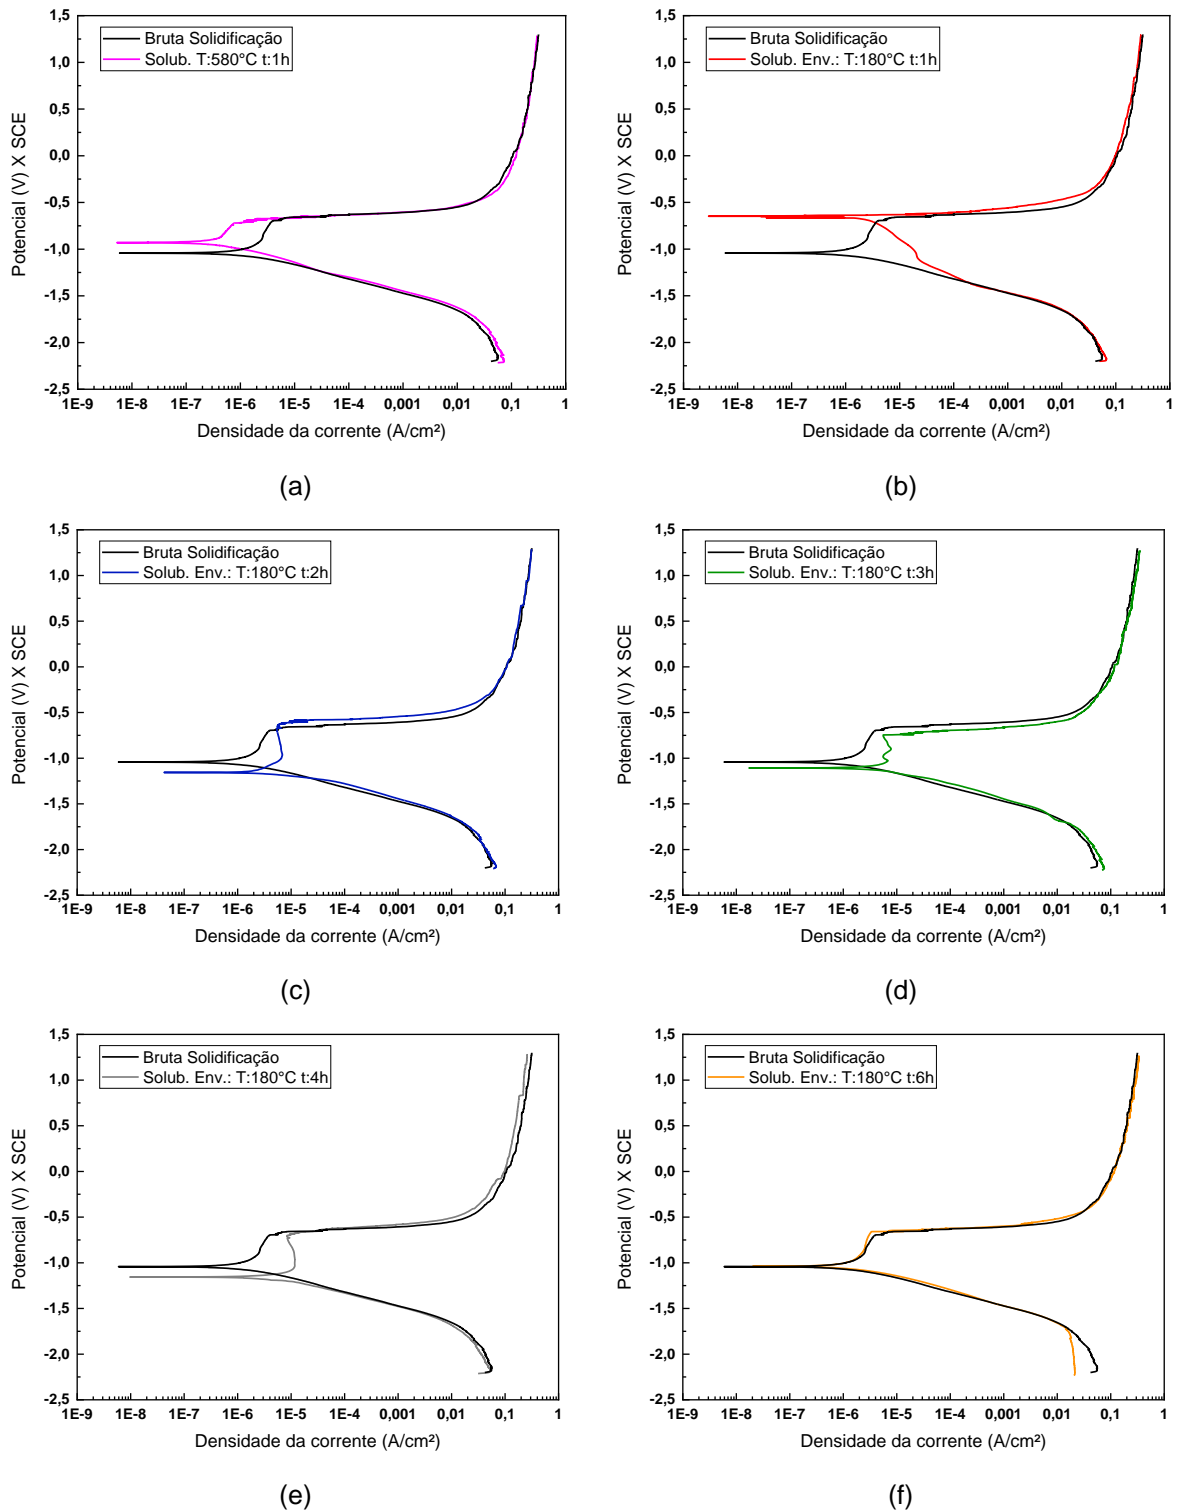 Bruta Solidificação
Solub. T:580°C t:1h
1,5
1,0
0,5
0,0
-0,5
-1,0
-1,5
-2,0
-2,5
Potencial (V) X SCE
1E-9 1E-8 1E-7 1E-6 1E-5 1E-4 0,001 0,01 0,1 1
Densidade da corrente (A/cm²)
(a)
Bruta Solidificação
Solub. Env.: T:180°C t:1h
1,5
1,0
0,5
0,0
-0,5
-1,0
-1,5
-2,0
-2,5
Potencial (V) X SCE
1E-9 1E-8 1E-7 1E-6 1E-5 1E-4 0,001 0,01 0,1 1
Densidade da corrente (A/cm²)
(b)
Bruta Solidificação
Solub. Env.: T:180°C t:2h
1,5
1,0
0,5
0,0
-0,5
-1,0
-1,5
-2,0
-2,5
Potencial (V) X SCE
1E-9 1E-8 1E-7 1E-6 1E-5 1E-4 0,001 0,01 0,1 1
Densidade da corrente (A/cm²)
(c)
Bruta Solidificação
Solub. Env.: T:180°C t:3h
1,5
1,0
0,5
0,0
-0,5
-1,0
-1,5
-2,0
-2,5
Potencial (V) X SCE
1E-9 1E-8 1E-7 1E-6 1E-5 1E-4 0,001 0,01 0,1 1
Densidade da corrente (A/cm²)
(d)
Bruta Solidificação
Solub. Env.: T:180°C t:4h
1,5
1,0
0,5
0,0
-0,5
-1,0
-1,5
-2,0
-2,5
Potencial (V) X SCE
1E-9 1E-8 1E-7 1E-6 1E-5 1E-4 0,001 0,01 0,1 1
Densidade da corrente (A/cm²)
(e)
Bruta Solidificação
Solub. Env.: T:180°C t:6h
1,5
1,0
0,5
0,0
-0,5
-1,0
-1,5
-2,0
-2,5
Potencial (V) X SCE
1E-9 1E-8 1E-7 1E-6 1E-5 1E-4 0,001 0,01 0,1 1
Densidade da corrente (A/cm²)
(f)